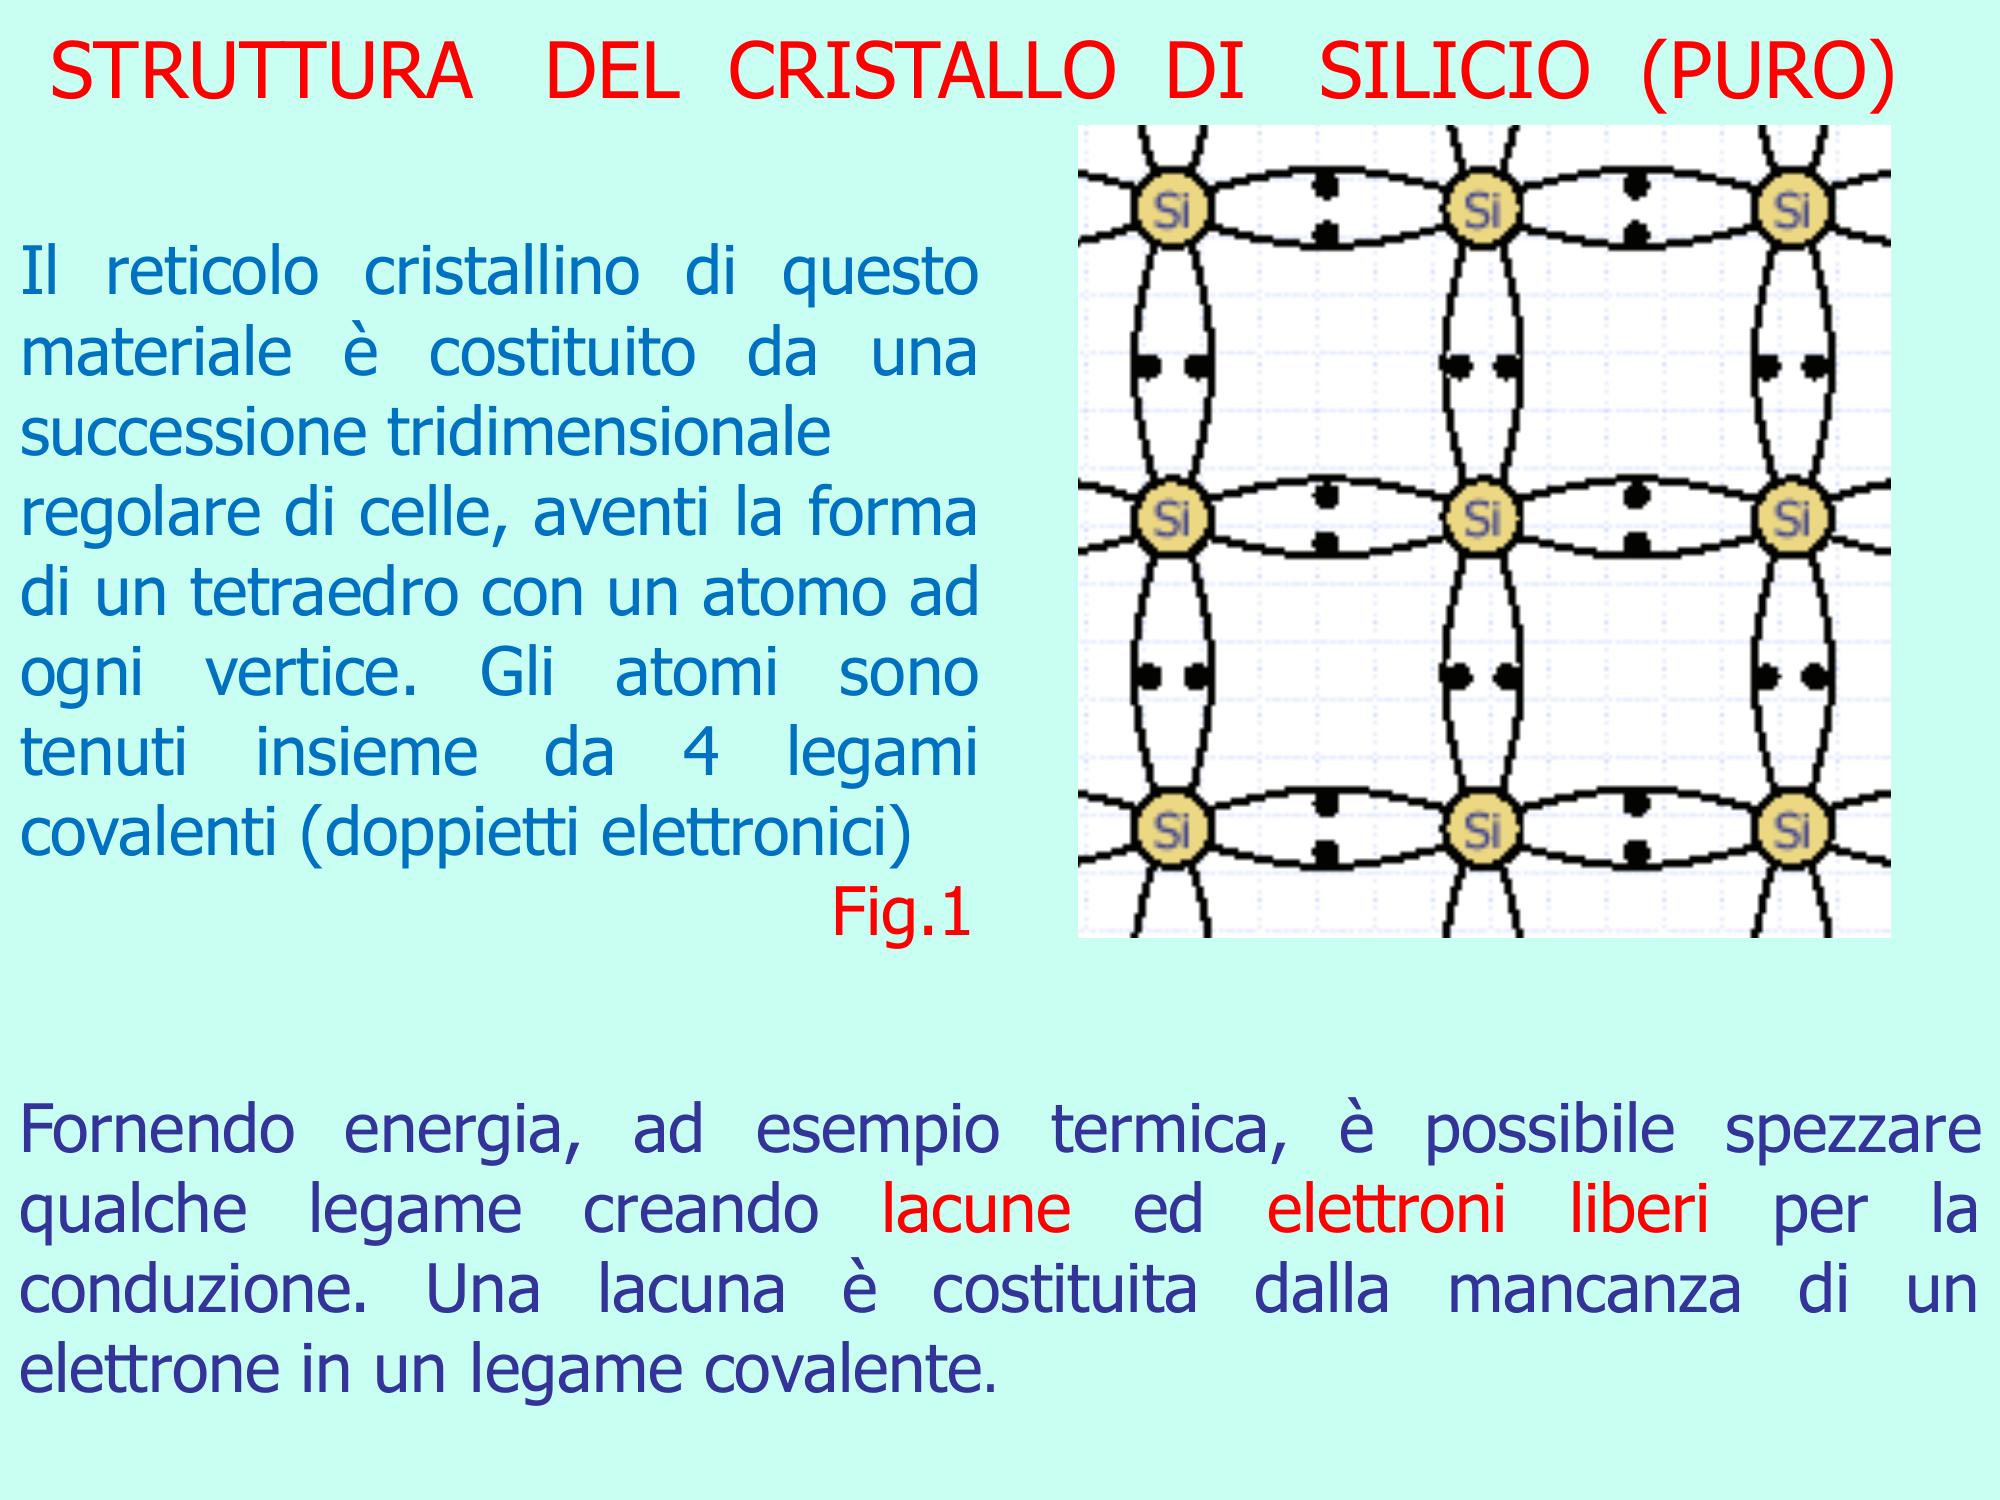 STRUTTURA DEL CRISTALLO DI SILICIO (PURO)
Il reticolo cristallino di questo
materiale è costituito da una
successione tridimensionale
regolare di celle, aventi la forma
di un tetraedro con un atomo ad
ogni vertice. Gli atomi sono
tenuti insieme da 4 legami
covalenti (doppietti elettronici)
Fig.1
Si Si Si
Si Si Si
Si Si Si
Fornendo energia, ad esempio termica, è possibile spezzare
qualche legame creando lacune ed elettroni liberi per la
conduzione. Una lacuna è costituita dalla mancanza di un
elettrone in un legame covalente.